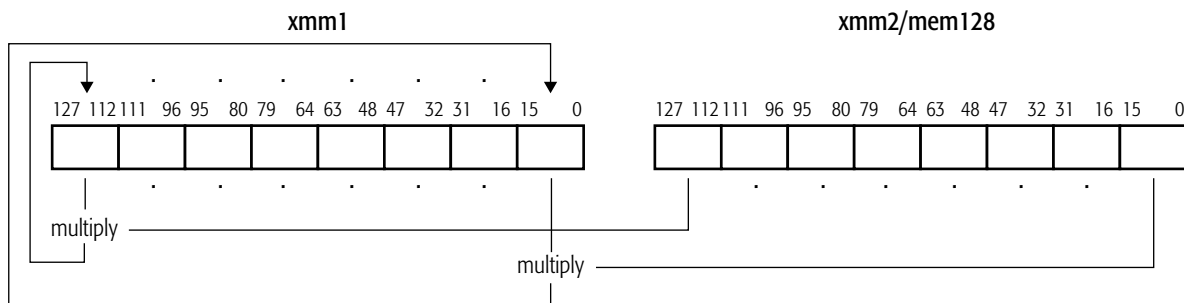 xmm1 xmm2/mem128
. . . . . .
127 112 111 96 95 80 79 64 63 48 47 32 31 16 15 0 127 112 111 96 95 80 79 64 63 48 47 32 31 16 15 0
. . . . . . . . . . . .
multiply
multiply